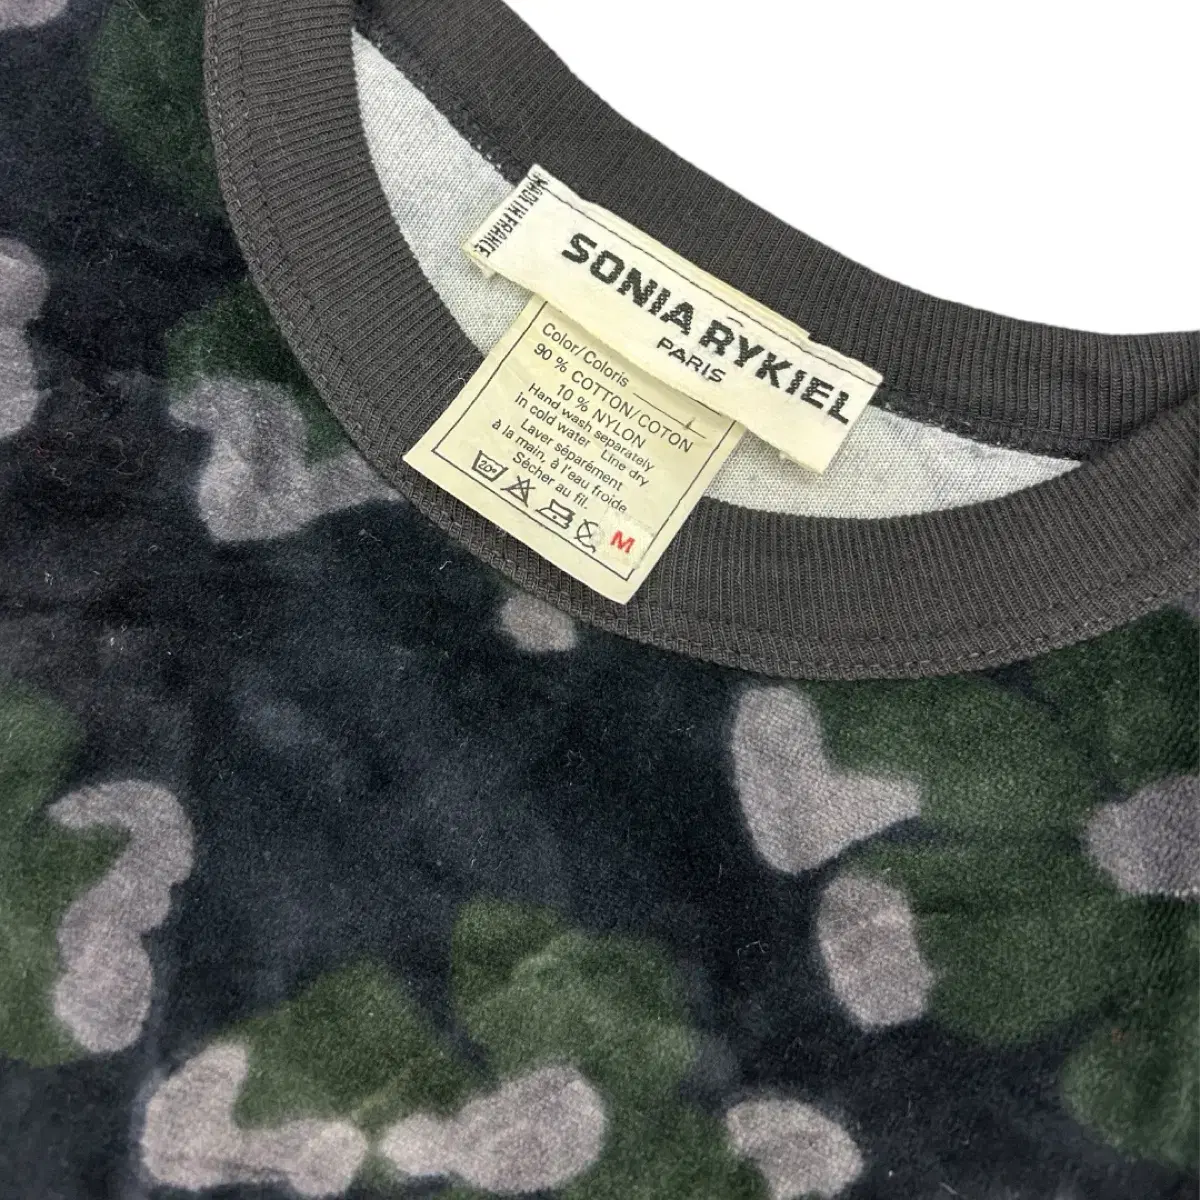 MADE IN FRANCE
SONIA RYKIEL
PARIS
Color/Coloris
90 % COTTON/COTON
10 % NYLON
Hand wash separately
in cold water Line dry
Laver séparément
à la main, à l'eau froide
Sécher au fil.
20°
M